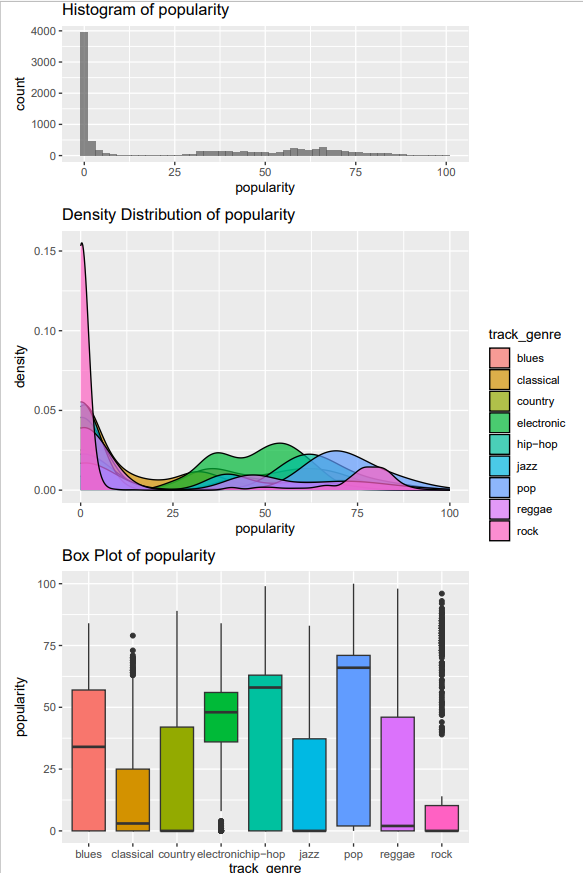 Histogram of popularity
4000
3000
2000
1000
0
count
0 25 50 75 100
popularity
Density Distribution of popularity
0.15
0.10
0.05
0.00
density
0 25 50 75 100
popularity
track_genre
blues
classical
country
electronic
hip-hop
jazz
pop
reggae
rock
Box Plot of popularity
100
75
50
25
0
popularity
blues classical country electronic hip-hop jazz pop reggae rock
track_genre